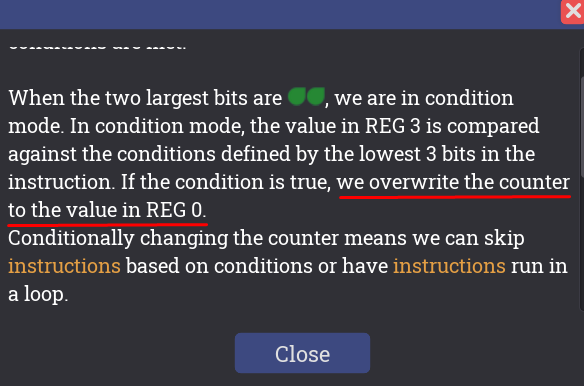 When the two largest bits are , we are in condition
mode. In condition mode, the value in REG 3 is compared
against the conditions defined by the lowest 3 bits in the
instruction. If the condition is true, we overwrite the counter
to the value in REG 0.
Conditionally changing the counter means we can skip
instructions based on conditions or have instructions run in
a loop.
Close